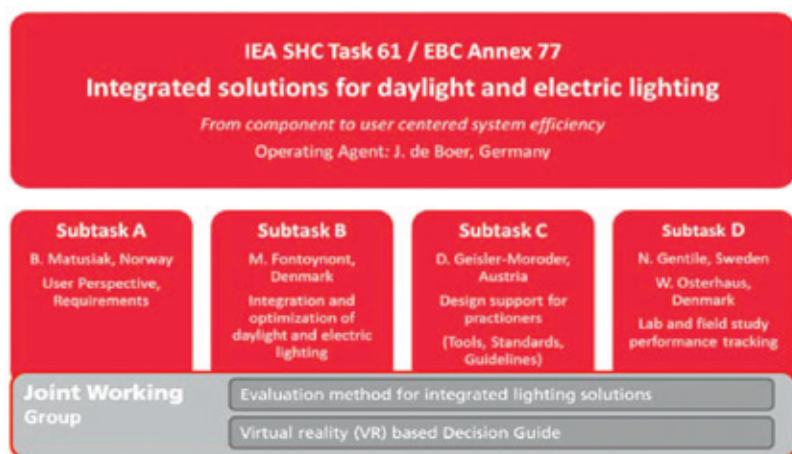 IEA SHC Task 61 / EBC Annex 77
Integrated solutions for daylight and electric lighting
From component to user centered system efficiency
Operating Agent: J. de Boer, Germany
Subtask A
B. Matusiak, Norway
User Perspective,
Requirements
Subtask B
M. Fontoynont,
Denmark
Integration and
optimization of
daylight and electric
lighting
Subtask C
D. Geisler-Moroder,
Austria
Design support for
practioners
(Tools, Standards,
Guidelines)
Subtask D
N. Gentile, Sweden
W. Osterhaus,
Denmark
Lab and field study
performance tracking
Joint Working
Group
Evaluation method for integrated lighting solutions
Virtual reality (VR) based Decision Guide